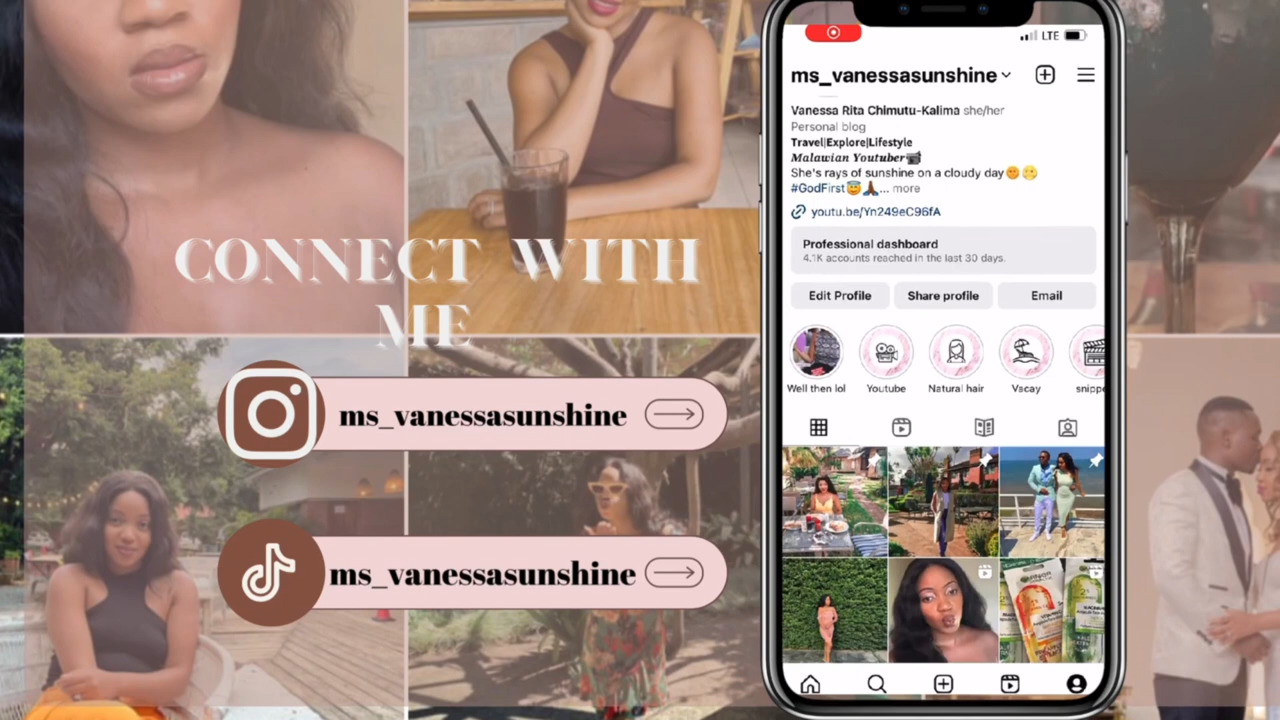 CONNECT WITH
ME
ms_vanessasunshine
ms_vanessasunshine
LTE
ms_vanessasunshine
Vanessa Rita Chimutu-Kalima she/her
Personal blog
Travel|Explore|Lifestyle
Malawian Youtuber
She's rays of sunshine on a cloudy day
#GodFirst... more
youtu.be/Yn249eC96fA
Professional dashboard
4.1K accounts reached in the last 30 days.
Edit Profile Share profile Email
Well then lol Youtube Natural hair Vscay snippe
GARNIER